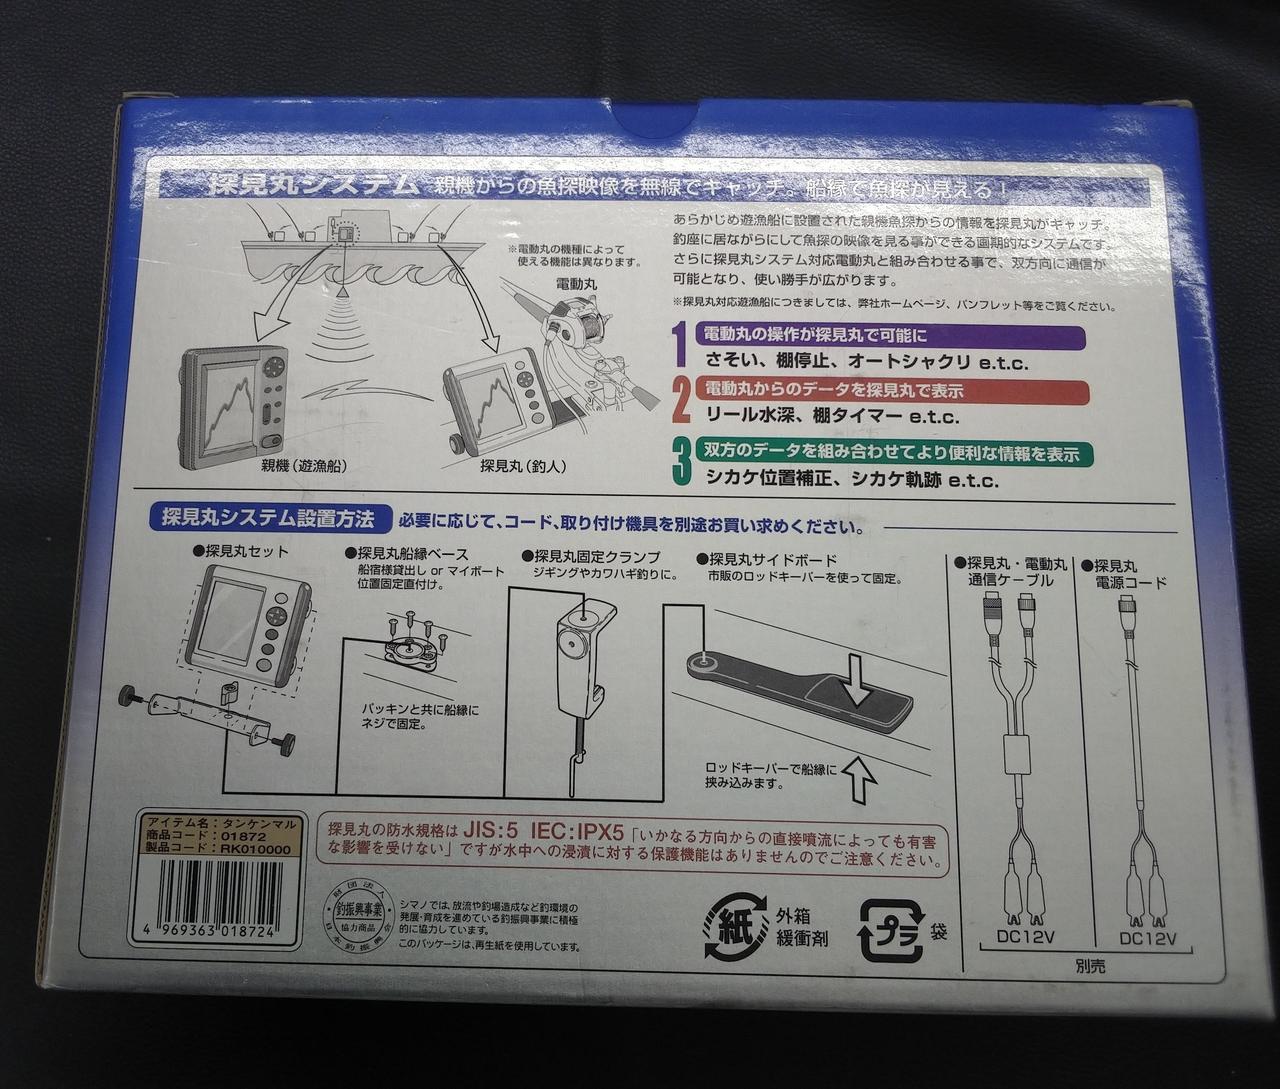 探見丸システム 親機からの魚探映像を無線でキャッチ。船縁で魚探が見える！
※電動丸の機種によって
使える機能は異なります。
電動丸
親機（遊漁船）
探見丸（釣人）
あらかじめ遊漁船に設置された親機魚探からの情報を探見丸がキャッチ。
釣座に居ながらにして魚探の映像を見る事ができる画期的なシステムです。
さらに探見丸システム対応電動丸と組み合わせる事で、双方向に通信が
可能となり、使い勝手が広がります。
※探見丸対応遊漁船につきましては、弊社ホームページ、パンフレット等をご覧ください。
1 電動丸の操作が探見丸で可能に
さそい、棚停止、オートシャクリ e.t.c.
2 電動丸からのデータを探見丸で表示
リール水深、棚タイマー e.t.c.
3 双方のデータを組み合わせてより便利な情報を表示
シカケ位置補正、シカケ軌跡 e.t.c.
探見丸システム設置方法 必要に応じて、コード、取り付け機具を別途お買い求めください。
●探見丸セット
●探見丸船縁ベース
船宿様貸出し or マイボート
位置固定直付け。
パッキンと共に船縁に
ネジで固定。
●探見丸固定クランプ
ジギングやカワハギ釣りに。
●探見丸サイドボード
市販のロッドキーパーを使って固定。
ロッドキーパーで船縁に
挟み込みます。
●探見丸・電動丸
通信ケーブル
●探見丸
電源コード
DC12V
DC12V
別売
アイテム名：タンケンマル
商品コード：01872
製品コード：RK010000
4 969363 018724
探見丸の防水規格は JIS:5 IEC:IPX5「いかなる方向からの直接噴流によっても有害
な影響を受けない」ですが水中への浸漬に対する保護機能はありませんのでご注意ください。
財団法人
釣振興事業
協力商品
日本釣振興会
シマノでは、放流や釣場造成など釣環境の
発展・育成を進めている釣振興事業に積極
的に協力しています。
このパッケージは、再生紙を使用しています。
紙
外箱
緩衝剤
プラ
袋